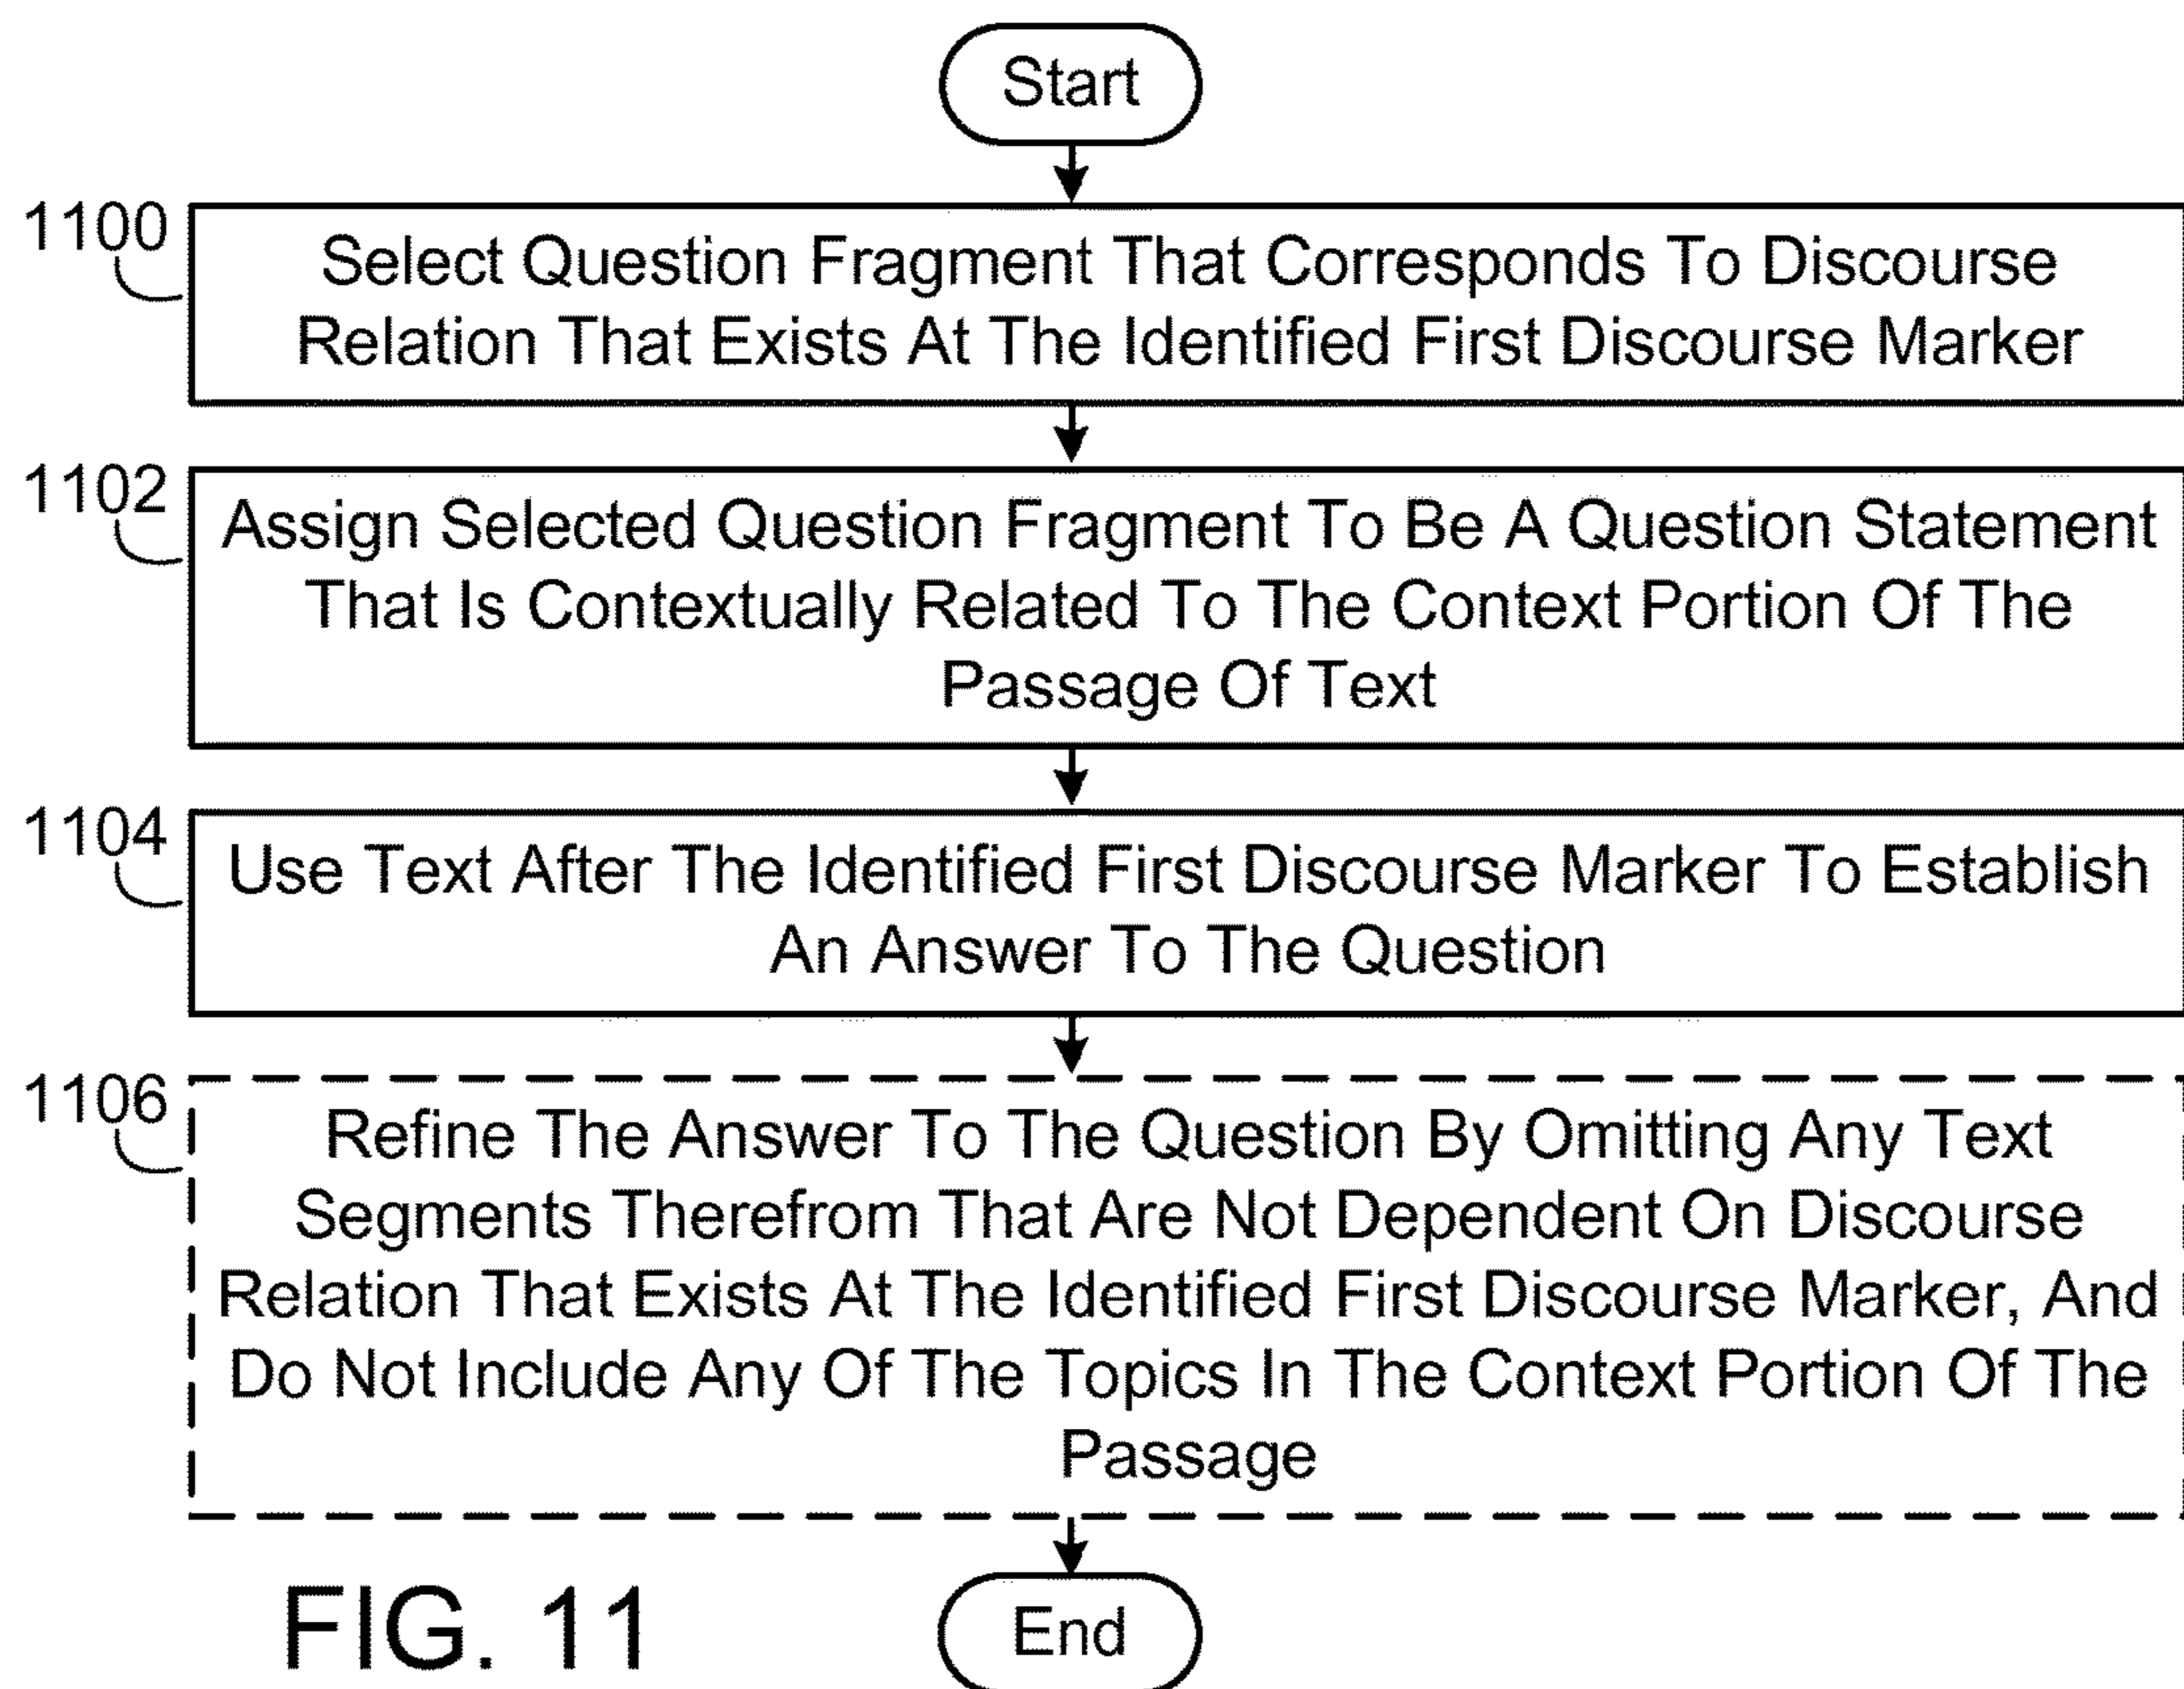 Start
1100
Select Question Fragment That Corresponds To Discourse
Relation That Exists At The Identified First Discourse Marker
1102
Assign Selected Question Fragment To Be A Question Statement
That Is Contextually Related To The Context Portion Of The
Passage Of Text
1104
Use Text After The Identified First Discourse Marker To Establish
An Answer To The Question
1106
Refine The Answer To The Question By Omitting Any Text
Segments Therefrom That Are Not Dependent On Discourse
Relation That Exists At The Identified First Discourse Marker, And
Do Not Include Any Of The Topics In The Context Portion Of The
Passage
FIG. 11
End